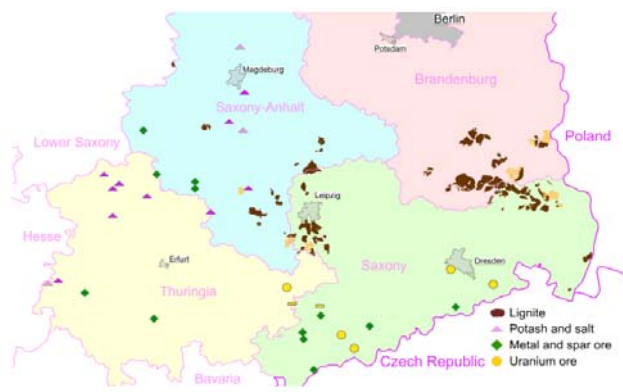 Berlin
Potsdam
Brandenburg
Magdeburg
Saxony-Anhalt
Lower Saxony
Poland
Leipzig
Hesse
Erfurt
Thuringia
Saxony
Dresden
Bavaria
Czech Republic
Lignite
Potash and salt
Metal and spar ore
Uranium ore